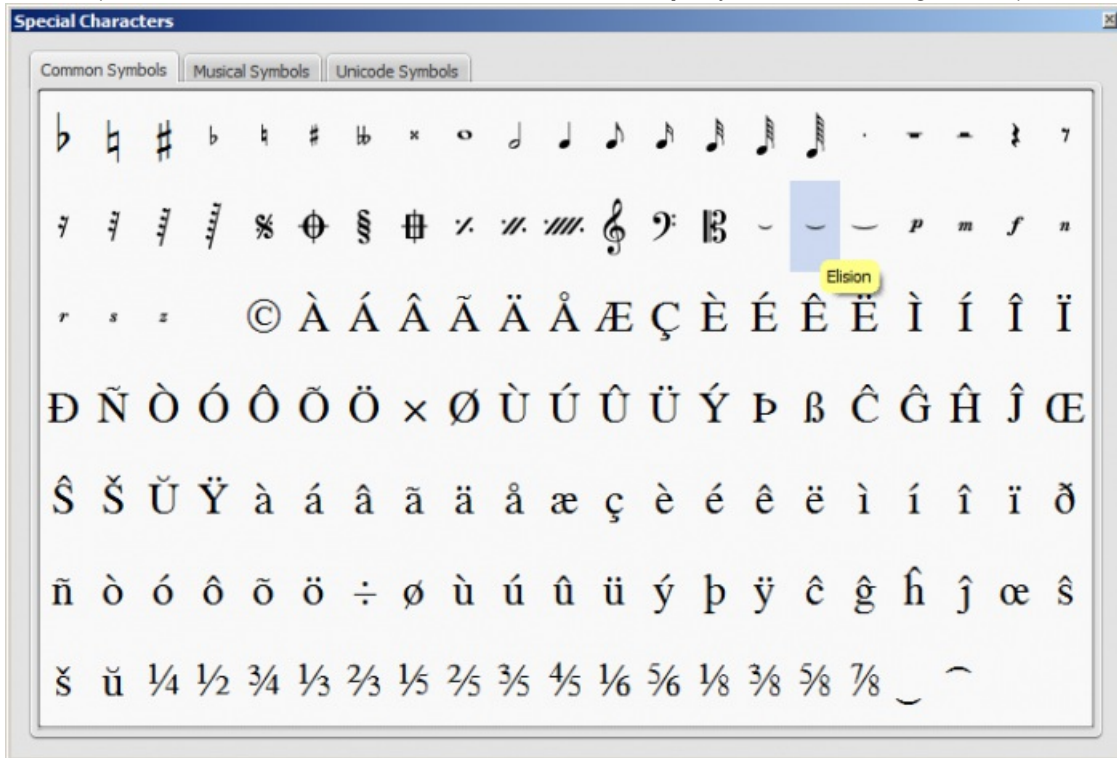 Special Characters
Common Symbols Musical Symbols Unicode Symbols
♭ ♮ ♯ ♭ ♮ ♯ 𝄫 𝄪 𝅝 𝅗𝅥 𝅘𝅥 𝅘𝅥𝅮 𝅘𝅥𝅯 𝅘𝅥𝅰 𝅘𝅥𝅱 𝅘𝅥𝅲 . 𝄻 𝄼 𝄽 𝄾
𝄿 𝅀 𝅁 𝅂 𝄋 𝄌 § 𝄎 𝄏 𝄞 𝄢 𝄡 ‿ ‿ ‿ p m f n
Elision
r s z © À Á Â Ã Ä Å Æ Ç È É Ê Ë Ì Í Î Ï
Ð Ñ Ò Ó Ô Õ Ö × Ø Ù Ú Û Ü Ý Þ ß Ĉ Ĝ Ĥ Ĵ Œ
Ŝ Š Ŭ Ÿ à á â ã ä å æ ç è é ê ë ì í î ï ð
ñ ò ó ô õ ö ÷ ø ù ú û ü ý þ ÿ ĉ ĝ ĥ ĵ œ ŝ
š ŭ ¼ ½ ¾ ⅓ ⅔ ⅕ ⅖ ⅗ ⅘ ⅙ ⅚ ⅛ ⅜ ⅝ ⅞ ‿ ⁀